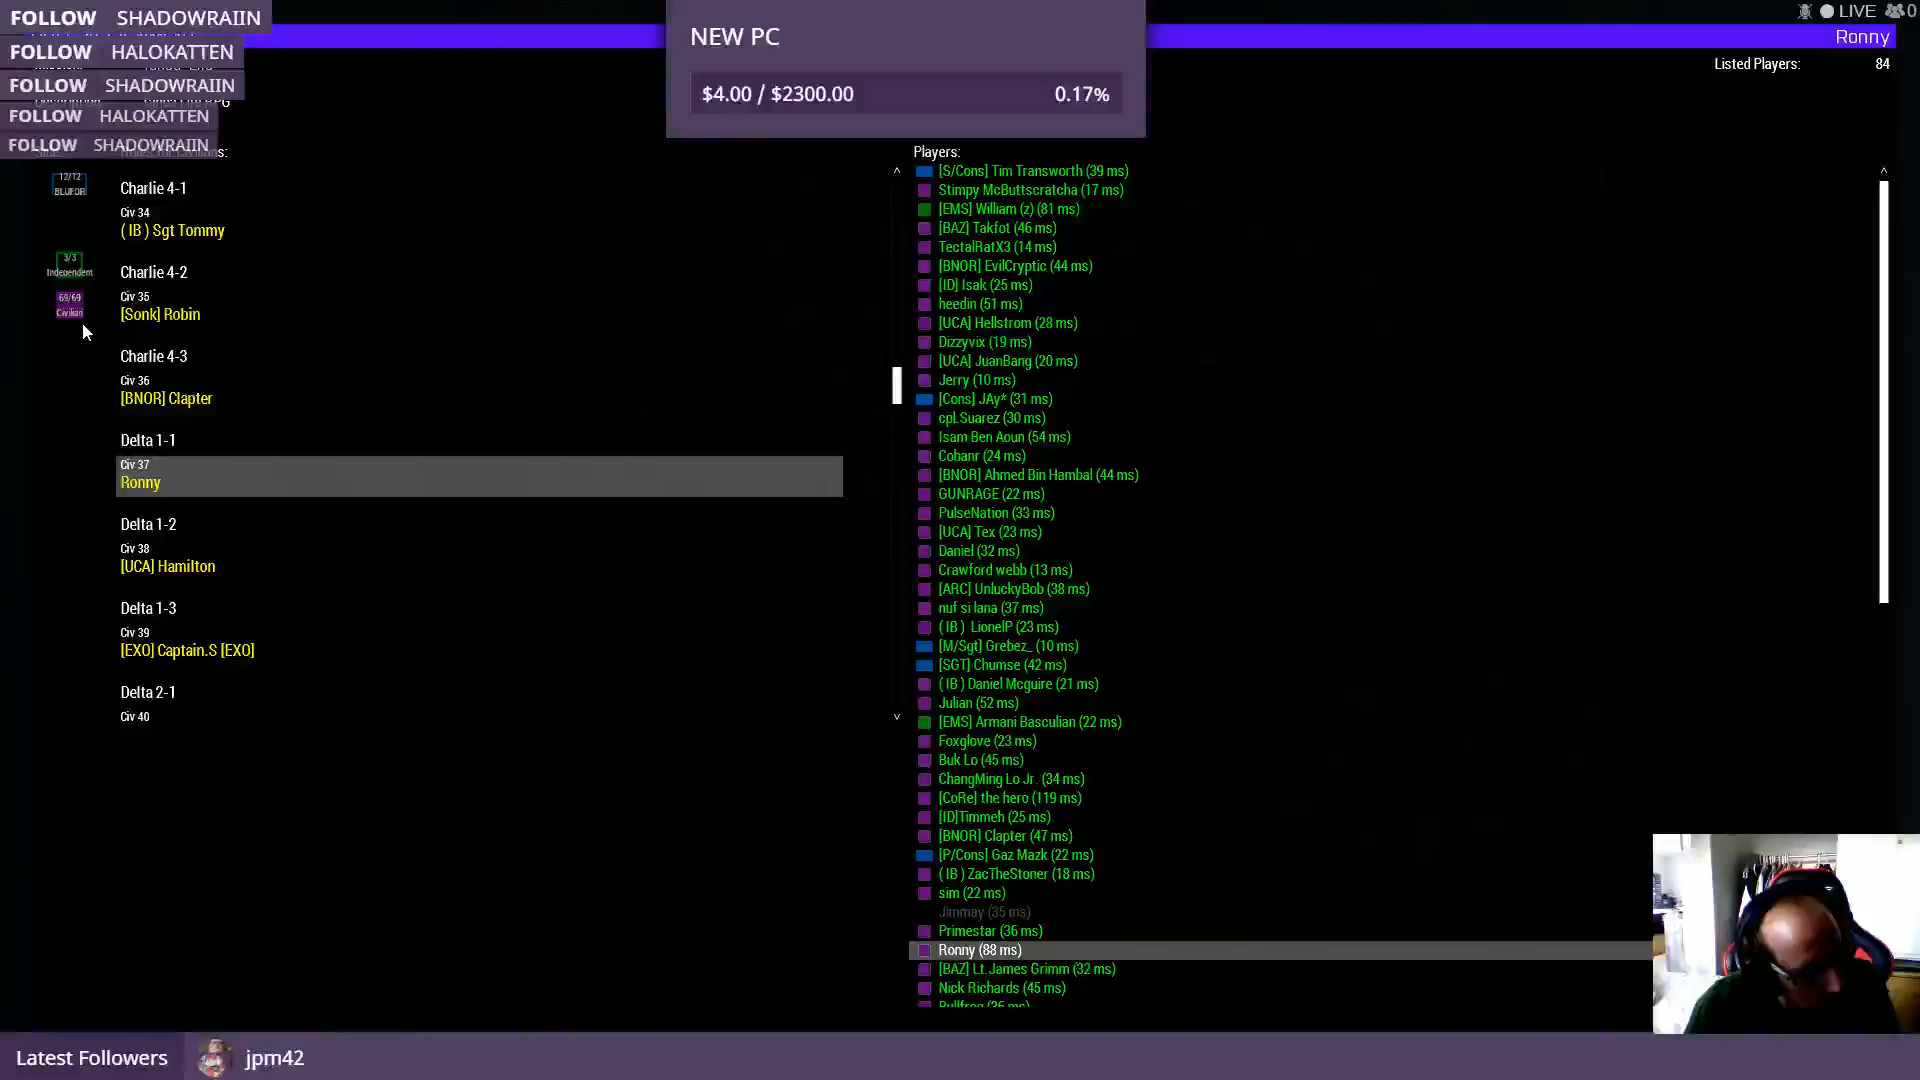 FOLLOW SHADOWRAIIN
FOLLOW HALOKATTEN
FOLLOW SHADOWRAIIN
FOLLOW HALOKATTEN
FOLLOW SHADOWRAIIN
NEW PC
$4.00 / $2300.00 0.17%
LIVE 0
Ronny
Listed Players: 84
12/12
BLUFOR
3/3
Independent
69/69
Civilian
Charlie 4-1
Civ 34
( IB ) Sgt Tommy
Charlie 4-2
Civ 35
[Sonk] Robin
Charlie 4-3
Civ 36
[BNOR] Clapter
Delta 1-1
Civ 37
Ronny
Delta 1-2
Civ 38
[UCA] Hamilton
Delta 1-3
Civ 39
[EXO] Captain.S [EXO]
Delta 2-1
Civ 40
Players:
[S/Cons] Tim Transworth (39 ms)
Stimpy McButtscratcha (17 ms)
[EMS] William (z) (81 ms)
[BAZ] Takfot (46 ms)
TectalRatX3 (14 ms)
[BNOR] EvilCryptic (44 ms)
[ID] Isak (25 ms)
heedin (51 ms)
[UCA] Hellstrom (28 ms)
Dizzyvix (19 ms)
[UCA] JuanBang (20 ms)
Jerry (10 ms)
[Cons] JAy* (31 ms)
cpl.Suarez (30 ms)
Isam Ben Aoun (54 ms)
Cobanr (24 ms)
[BNOR] Ahmed Bin Hambal (44 ms)
GUNRAGE (22 ms)
PulseNation (33 ms)
[UCA] Tex (23 ms)
Daniel (32 ms)
Crawford webb (13 ms)
[ARC] UnluckyBob (38 ms)
nuf si lana (37 ms)
( IB ) LionelP (23 ms)
[M/Sgt] Grebez_ (10 ms)
[SGT] Chumse (42 ms)
( IB ) Daniel Mcguire (21 ms)
Julian (52 ms)
[EMS] Armani Basculian (22 ms)
Foxglove (23 ms)
Buk Lo (45 ms)
ChangMing Lo Jr. (34 ms)
[CoRe] the hero (119 ms)
[ID]Timmeh (25 ms)
[BNOR] Clapter (47 ms)
[P/Cons] Gaz Mazk (22 ms)
( IB ) ZacTheStoner (18 ms)
sim (22 ms)
Jimmay (35 ms)
Primestar (36 ms)
Ronny (88 ms)
[BAZ] Lt.James Grimm (32 ms)
Nick Richards (45 ms)
Bullfrog (36 ms)
Latest Followers jpm42